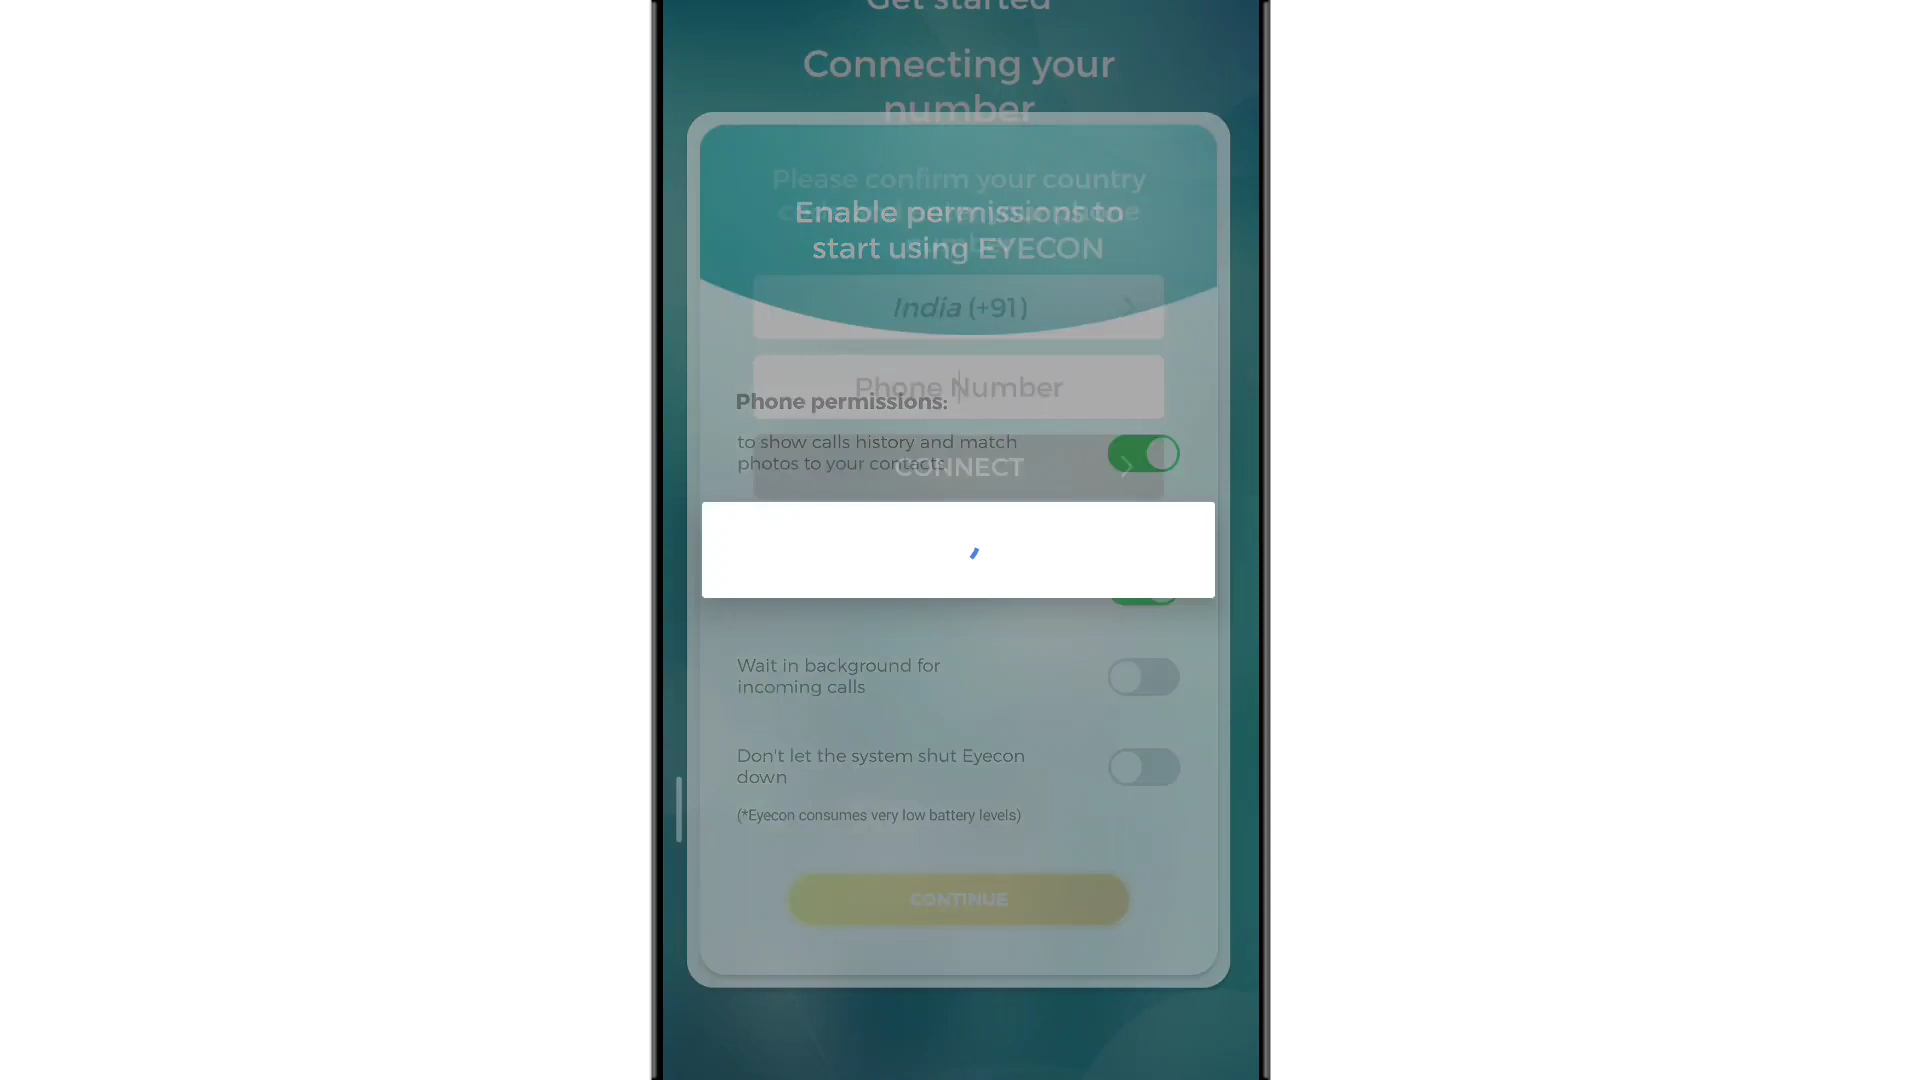 Get started
Connecting your
number
Please confirm your country
Enable permissions to
start using EYECON
India (+91)
Phone Number
Phone permissions:
to show calls history and match
photos to your contacts
CONNECT
Wait in background for
incoming calls
Don't let the system shut Eyecon
down
(*Eyecon consumes very low battery levels)
CONTINUE